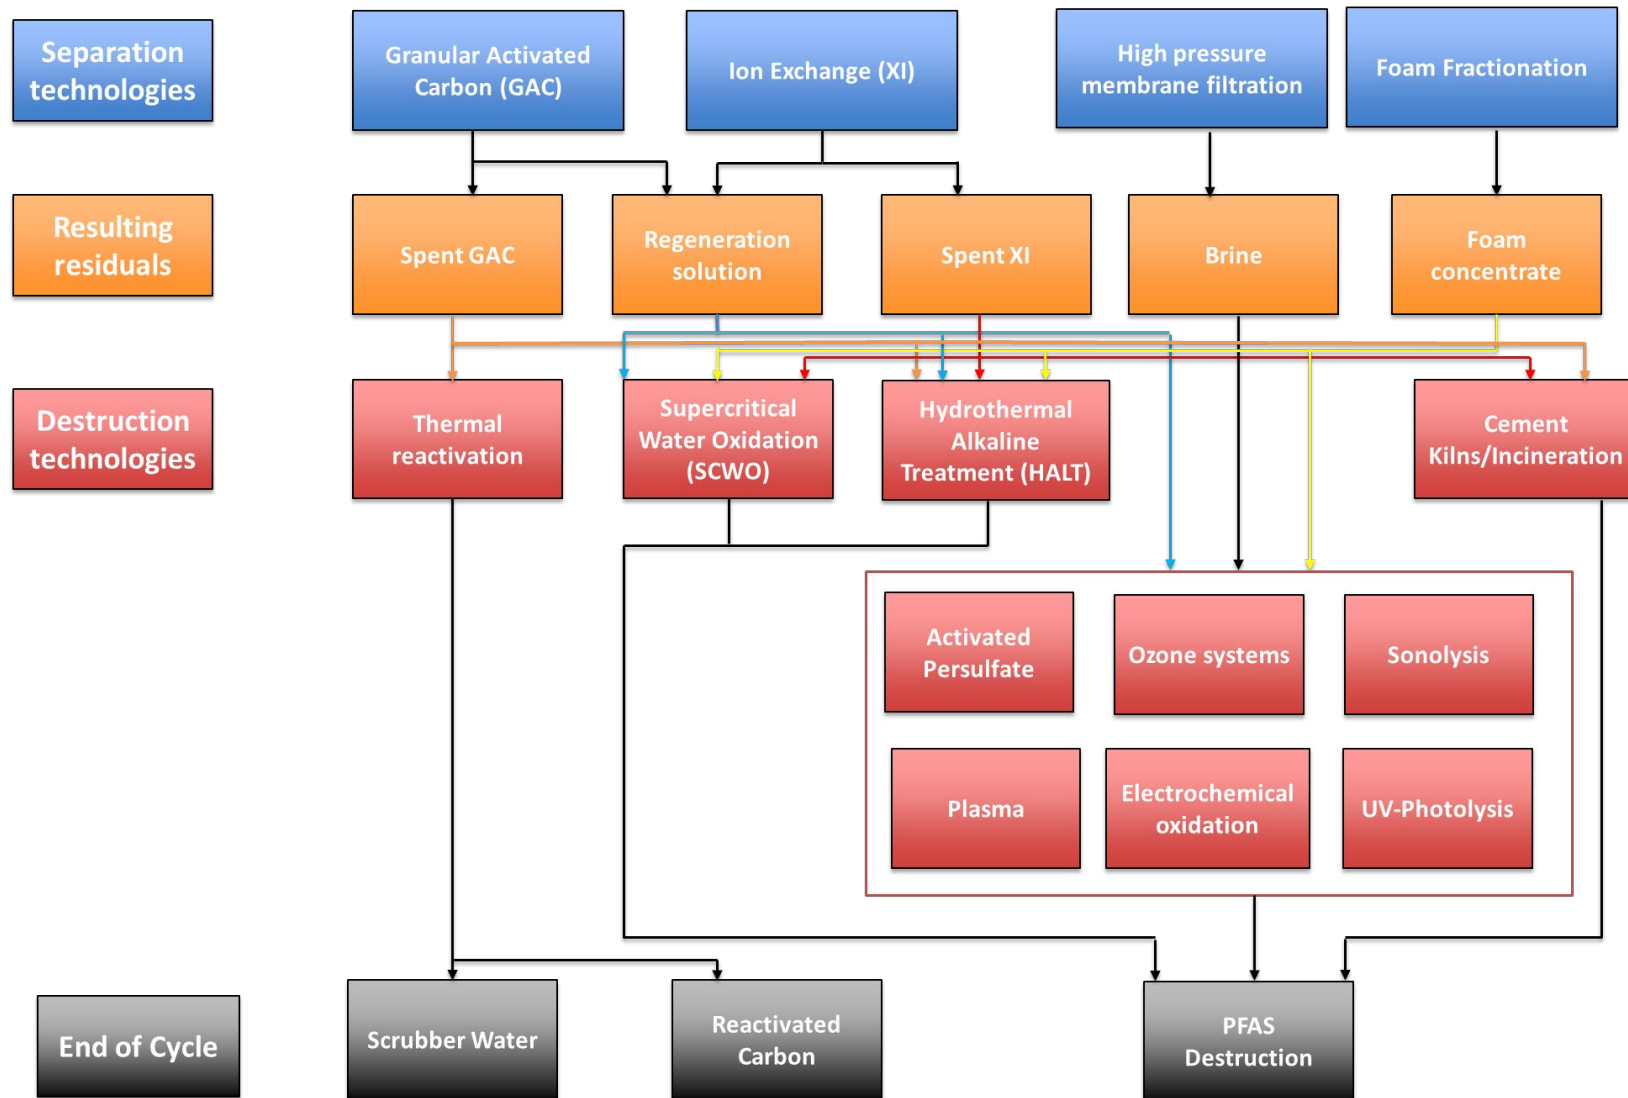 Separation
technologies
Granular Activated
Carbon (GAC)
Ion Exchange (XI)
High pressure
membrane filtration
Foam Fractionation
Resulting
residuals
Spent GAC
Regeneration
solution
Spent XI
Brine
Foam
concentrate
Destruction
technologies
Thermal
reactivation
Supercritical
Water Oxidation
(SCWO)
Hydrothermal
Alkaline
Treatment (HALT)
Cement
Kilns/Incineration
Activated
Persulfate
Ozone systems
Sonolysis
Plasma
Electrochemical
oxidation
UV-Photolysis
End of Cycle
Scrubber Water
Reactivated
Carbon
PFAS
Destruction